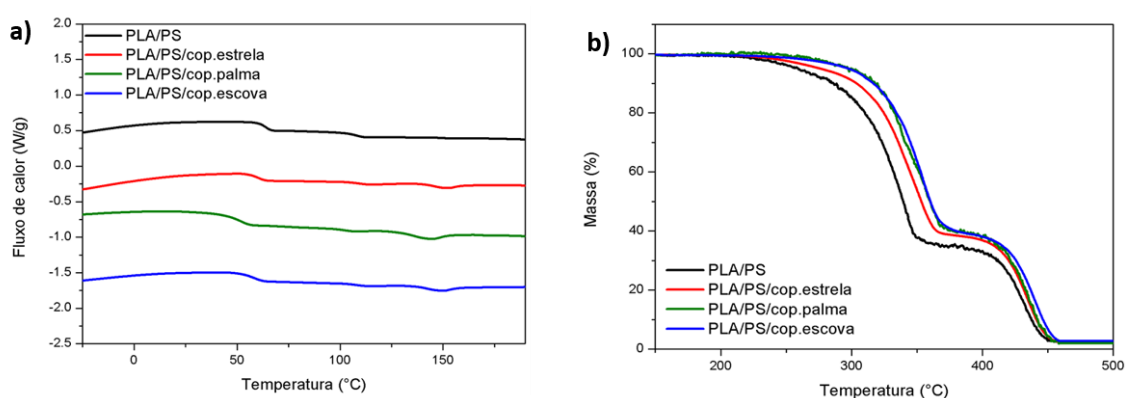 a)
2.0
1.5
1.0
0.5
0.0
-0.5
-1.0
-1.5
-2.0
-2.5
Fluxo de calor (W/g)
PLA/PS
PLA/PS/cop.estrela
PLA/PS/cop.palma
PLA/PS/cop.escova
0 50 100 150
Temperatura (°C)
b)
100
80
60
40
20
0
Massa (%)
PLA/PS
PLA/PS/cop.estrela
PLA/PS/cop.palma
PLA/PS/cop.escova
200 300 400 500
Temperatura (°C)